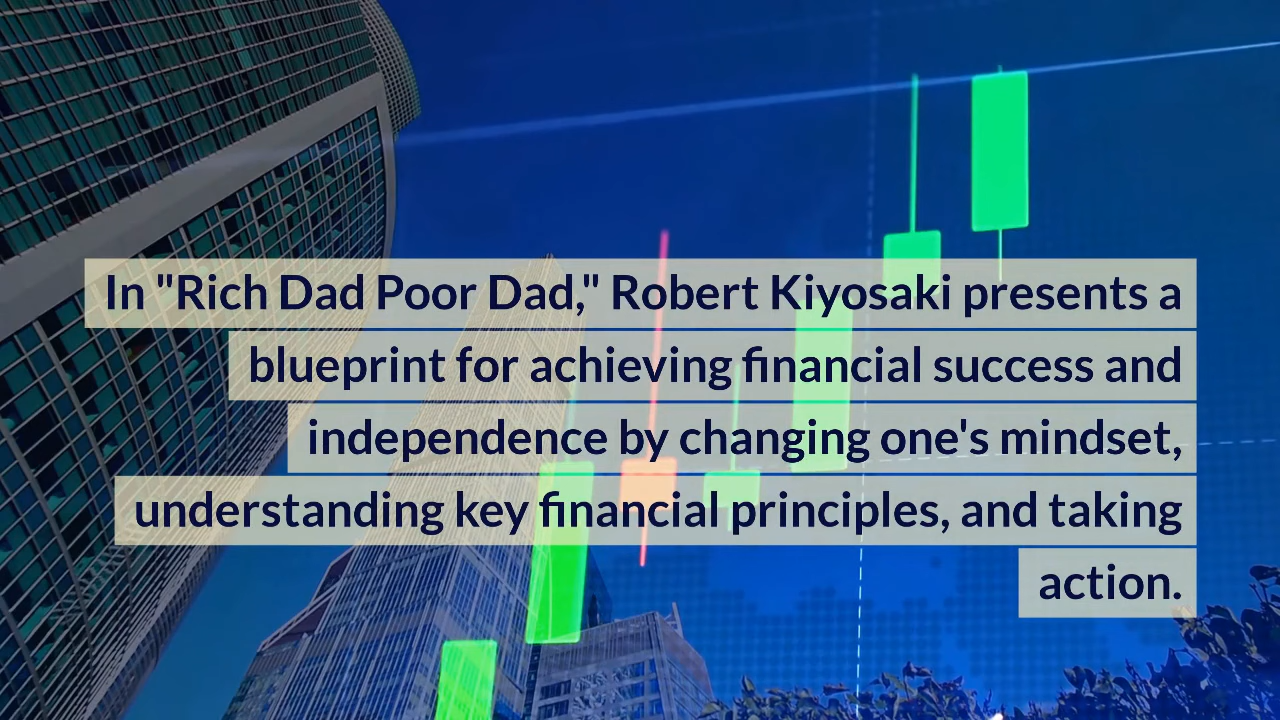 In "Rich Dad Poor Dad," Robert Kiyosaki presents a
blueprint for achieving financial success and
independence by changing one's mindset,
understanding key financial principles, and taking
action.